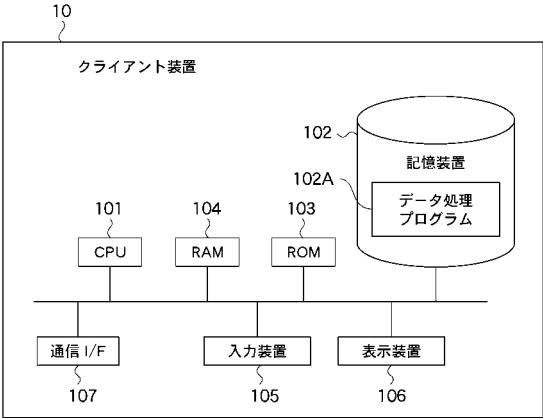 10
クライアント装置
102
記憶装置
102A
データ処理
プログラム
101
104
103
CPU
RAM
ROM
通信 I/F
入力装置
表示装置
107
105
106